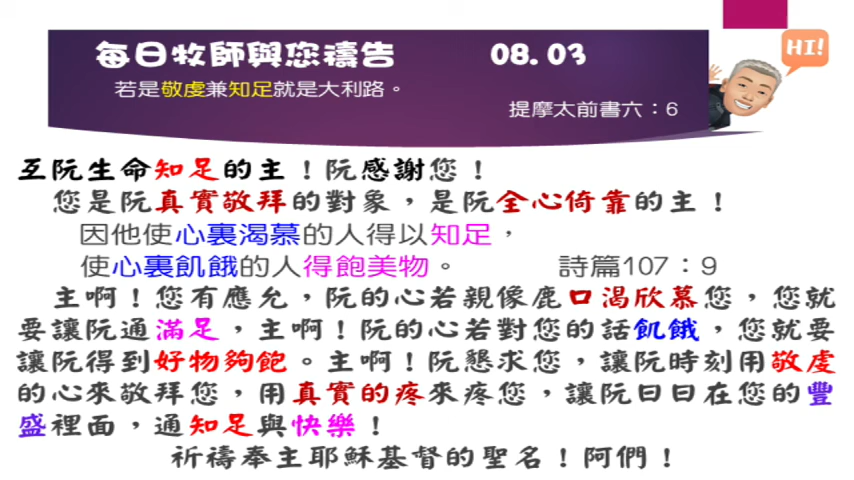 每日牧師與您禱告 08.03
HI!
若是敬虔兼知足就是大利路。
提摩太前書六：6
互阮生命知足的主！阮感謝您！
您是阮真實敬拜的對象，是阮全心倚靠的主！
因他使心裏渴慕的人得以知足，
使心裏飢餓的人得飽美物。 詩篇107：9
主啊！您有應允，阮的心若親像鹿口渴欣慕您，您就
要讓阮通滿足，主啊！阮的心若對您的話飢餓，您就要
讓阮得到好物夠飽。主啊！阮懇求您，讓阮時刻用敬虔
的心來敬拜您，用真實的疼來疼您，讓阮日日在您的豐
盛裡面，通知足與快樂！
祈禱奉主耶穌基督的聖名！阿們！